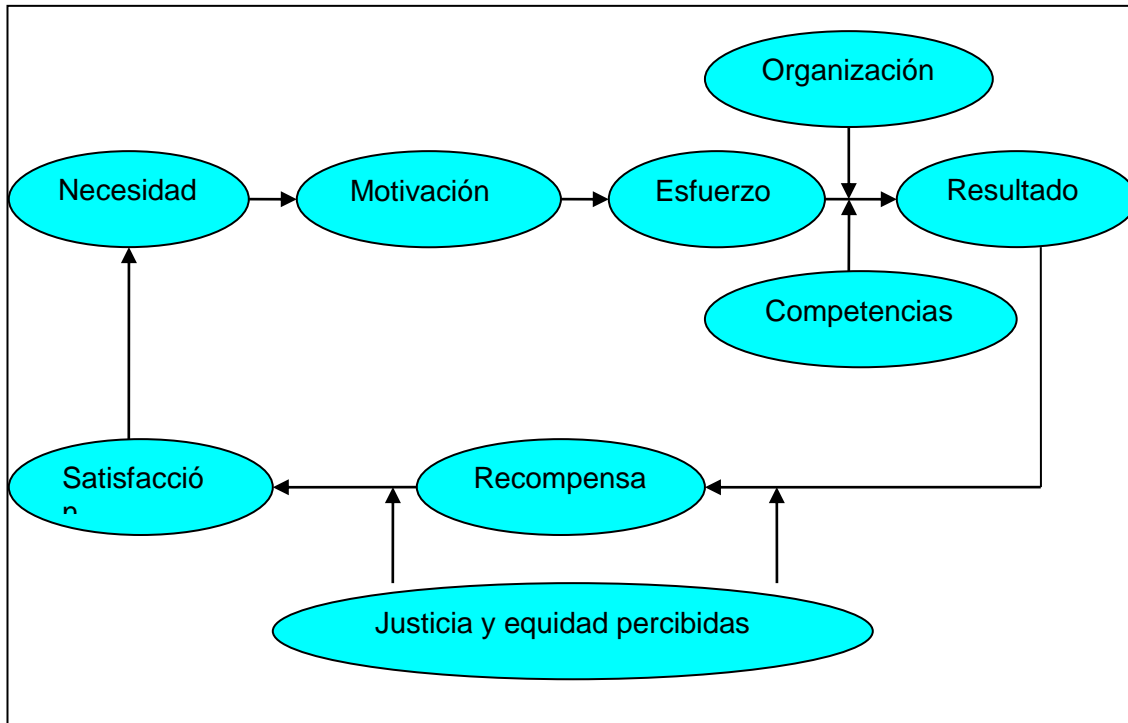 Organización
Necesidad
Motivación
Esfuerzo
Resultado
Competencias
Satisfacció
n
Recompensa
Justicia y equidad percibidas